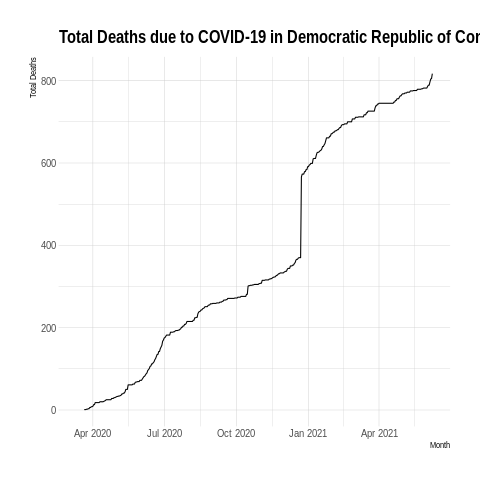 Total Deaths due to COVID-19 in Democratic Republic of Con
Total Deaths
800
600
400
200
0
Apr 2020
Jul 2020
Oct 2020
Jan 2021
Apr 2021
Month